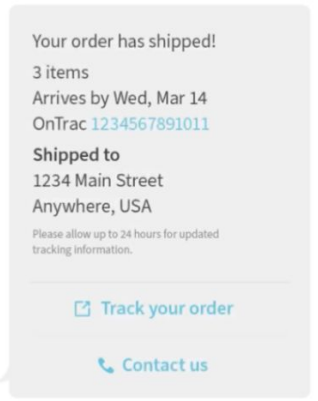 Your order has shipped!
3 items
Arrives by Wed, Mar 14
OnTrac 1234567891011
Shipped to
1234 Main Street
Anywhere, USA
Please allow up to 24 hours for updated
tracking information.
Track your order
Contact us